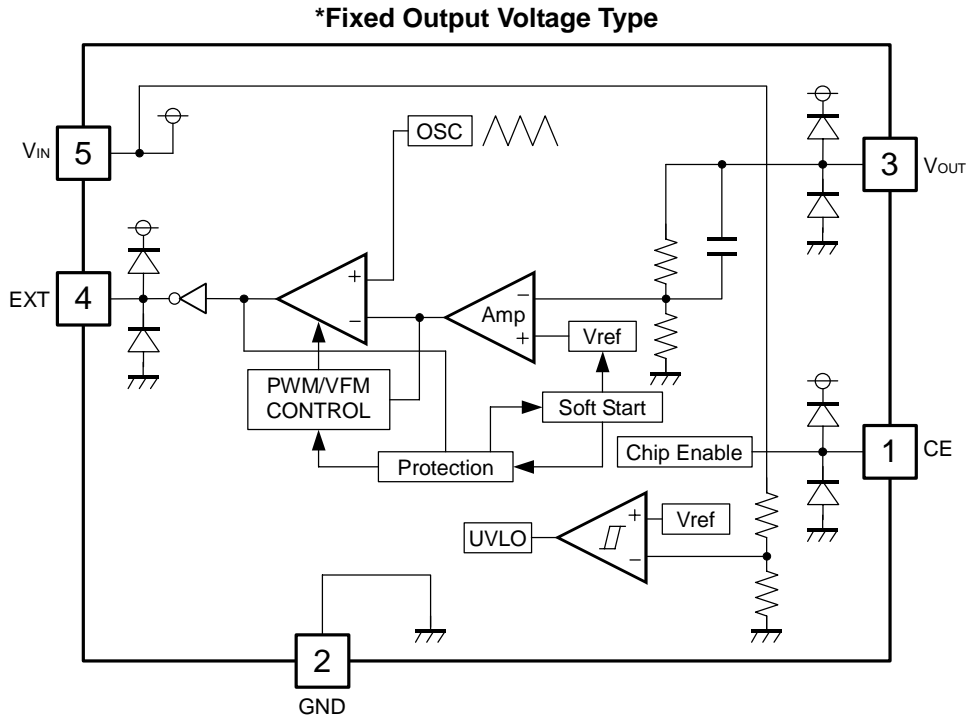 *Fixed Output Voltage Type
OSC
VIN
5
3
VOUT
EXT
4
+
−
Amp
−
+
Vref
PWM/VFM
CONTROL
Soft Start
Protection
Chip Enable
1
CE
UVLO
+
−
Vref
2
GND